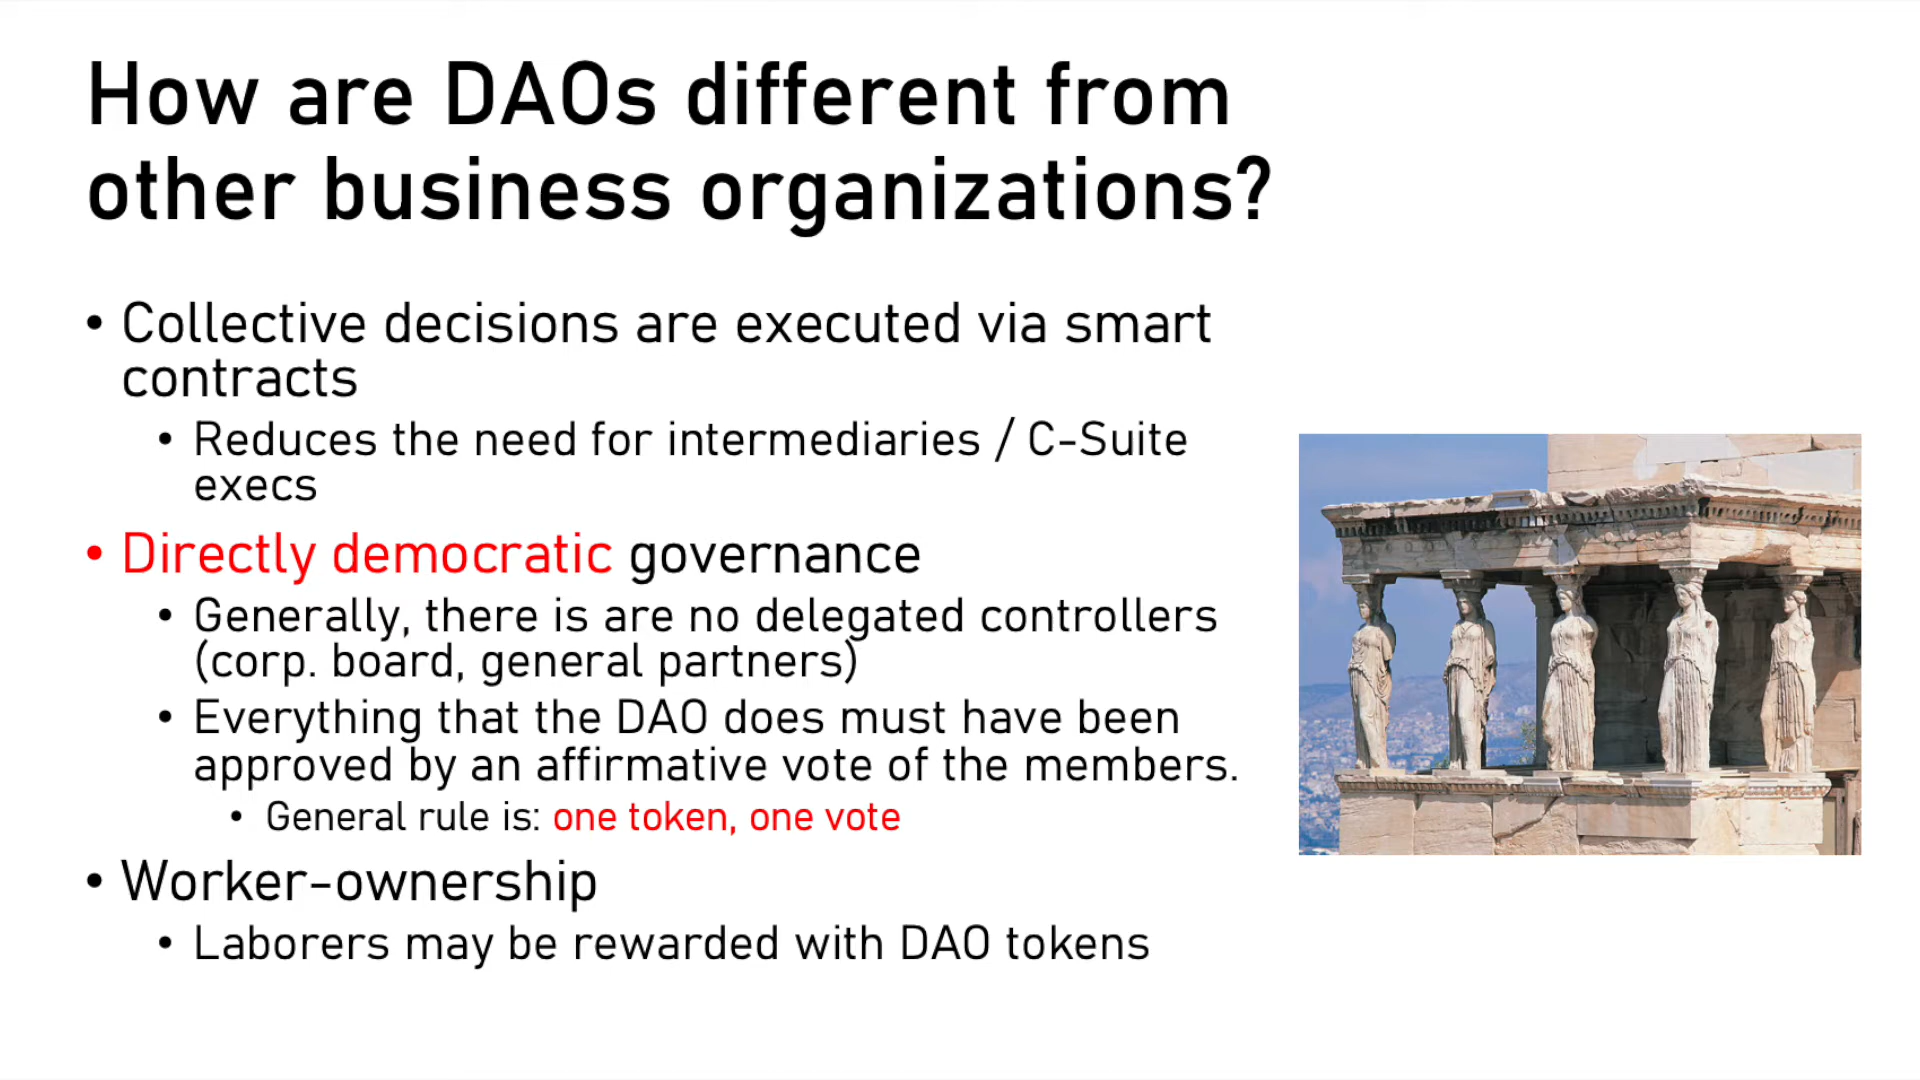 How are DAOs different from
other business organizations?
• Collective decisions are executed via smart
contracts
• Reduces the need for intermediaries / C-Suite
execs
• Directly democratic governance
• Generally, there is are no delegated controllers
(corp. board, general partners)
• Everything that the DAO does must have been
approved by an affirmative vote of the members.
• General rule is: one token, one vote
• Worker-ownership
• Laborers may be rewarded with DAO tokens